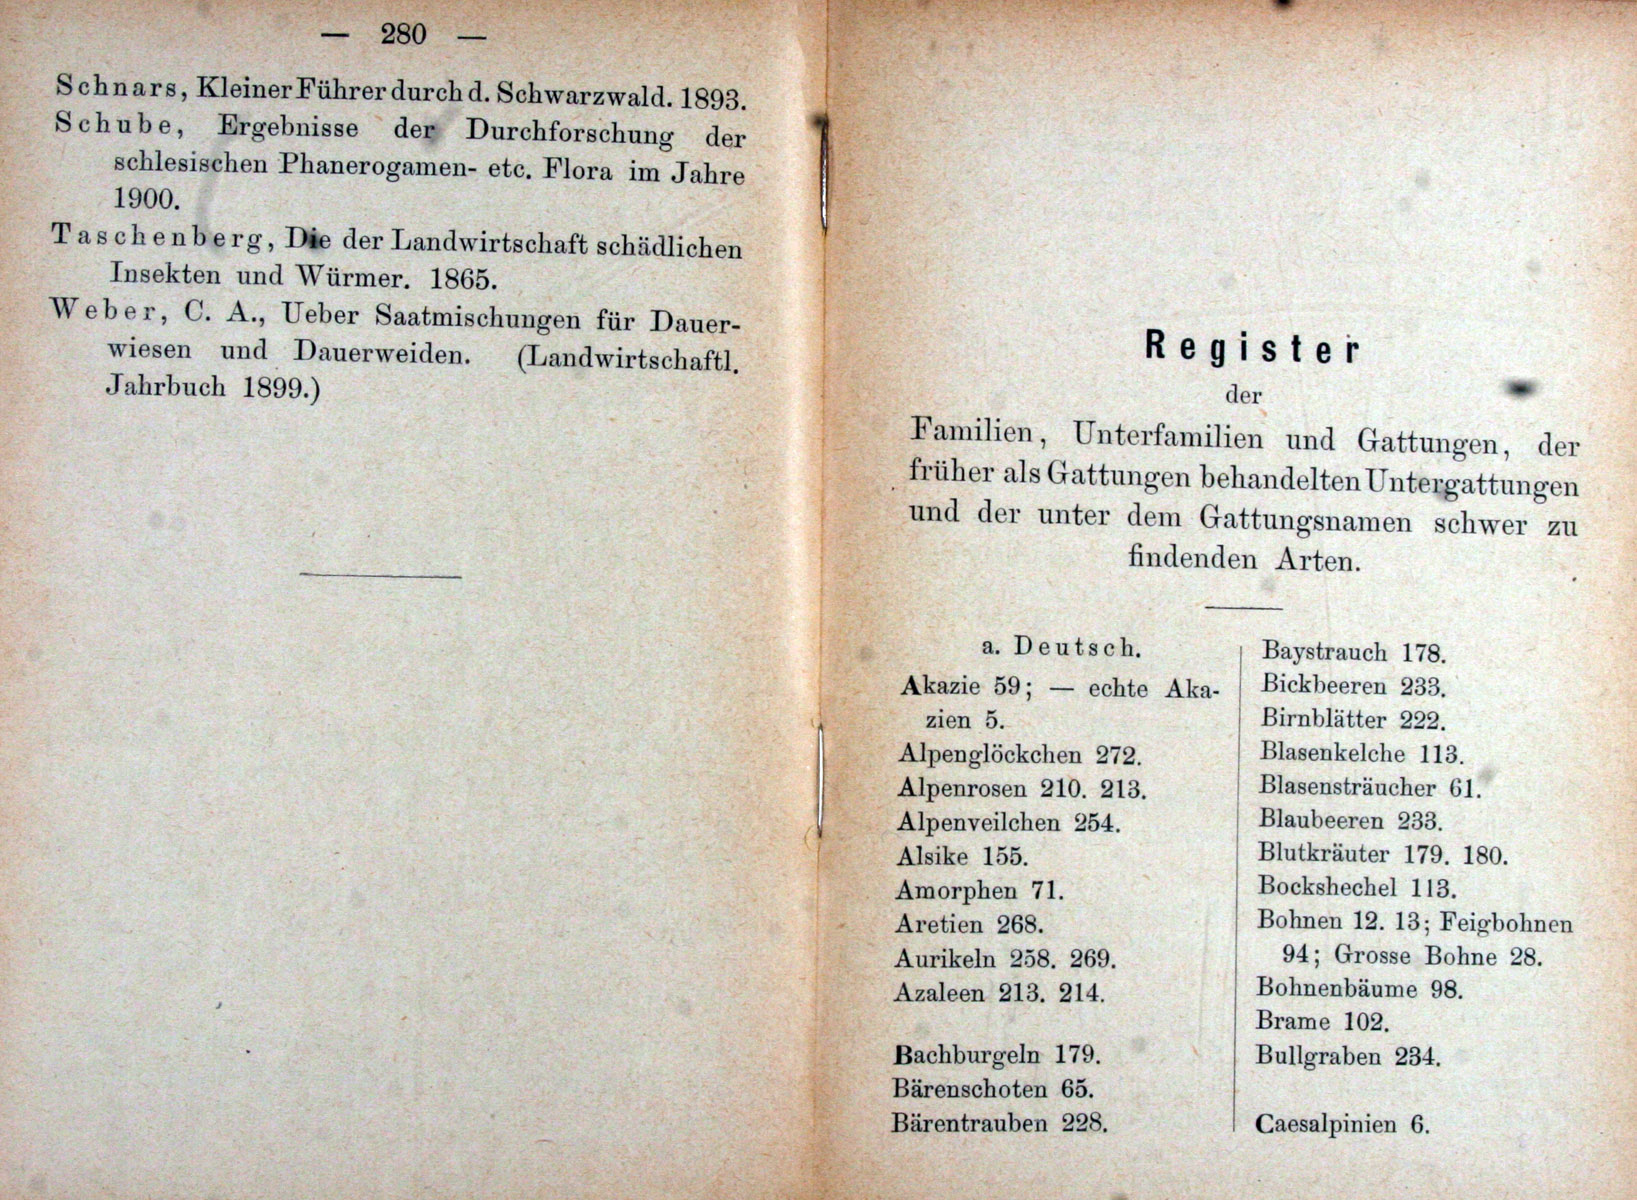 — 280 —
Schnars, Kleiner Führer durch d. Schwarzwald. 1893.
Schube, Ergebnisse der Durchforschung der
schlesischen Phanerogamen- etc. Flora im Jahre
1900.
Taschenberg, Die der Landwirtschaft schädlichen
Insekten und Würmer. 1865.
Weber, C. A., Ueber Saatmischungen für Dauer-
wiesen und Dauerweiden. (Landwirtschaftl.
Jahrbuch 1899.)
Register
der
Familien, Unterfamilien und Gattungen, der
früher als Gattungen behandelten Untergattungen
und der unter dem Gattungsnamen schwer zu
findenden Arten.
a. Deutsch.
Akazie 59; — echte Aka-
zien 5.
Alpenglöckchen 272.
Alpenrosen 210. 213.
Alpenveilchen 254.
Alsike 155.
Amorphen 71.
Aretien 268.
Aurikeln 258. 269.
Azaleen 213. 214.
Bachburgeln 179.
Bärenschoten 65.
Bärentrauben 228.
Baystrauch 178.
Bickbeeren 233.
Birnblätter 222.
Blasenkelche 113.
Blasensträucher 61.
Blaubeeren 233.
Blutkräuter 179. 180.
Bockshechel 113.
Bohnen 12. 13; Feigbohnen
94; Grosse Bohne 28.
Bohnenbäume 98.
Brame 102.
Bullgraben 234.
Caesalpinien 6.